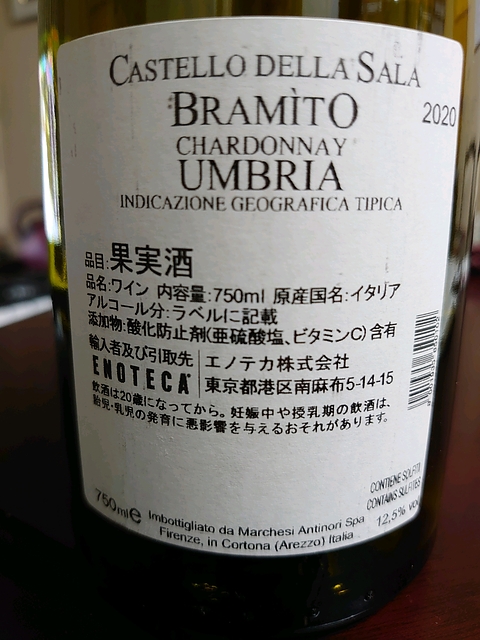 CASTELLO DELLA SALA
BRAMÌTO
2020
CHARDONNAY
UMBRIA
INDICAZIONE GEOGRAFICA TIPICA
品目:果実酒
品名:ワイン 内容量:750ml 原産国名:イタリア
アルコール分:ラベルに記載
添加物:酸化防止剤(亜硫酸塩、ビタミンC)含有
輸入者及び引取先 エノテカ株式会社
ENOTECA 東京都港区南麻布5-14-15
飲酒は20歳になってから。妊娠中や授乳期の飲酒は、
胎児・乳児の発育に悪影響を与えるおそれがあります。
CONTIENE SOLFITI
CONTAINS SULFITES
750ml e Imbottigliato da Marchesi Antinori Spa 12,5% vol
Firenze, in Cortona (Arezzo) Italia